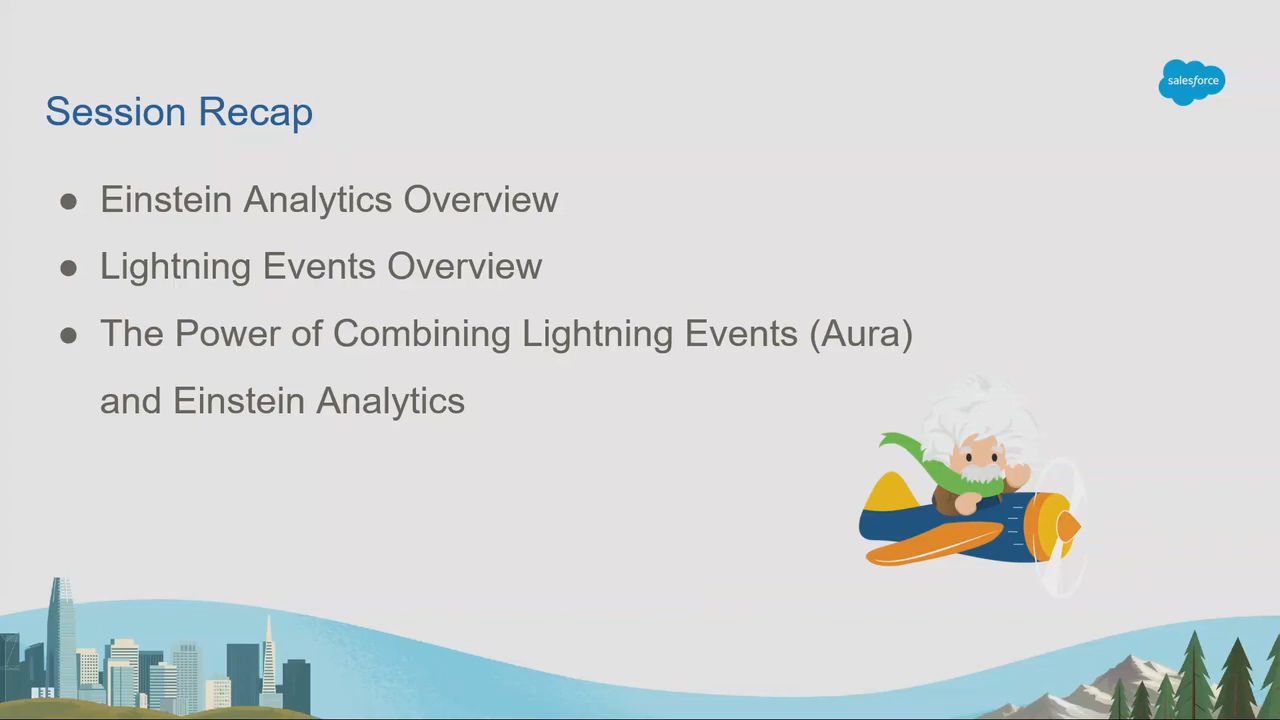 salesforce
Session Recap
● Einstein Analytics Overview
● Lightning Events Overview
● The Power of Combining Lightning Events (Aura)
and Einstein Analytics